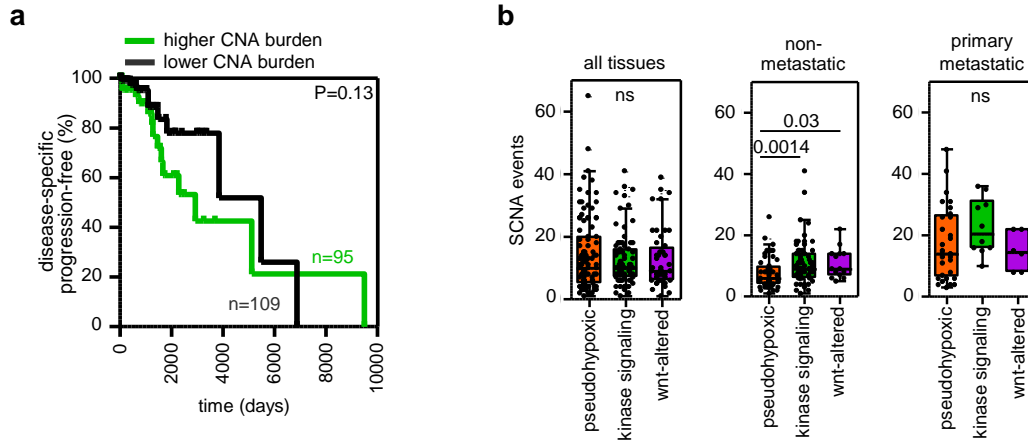 a
higher CNA burden
lower CNA burden
P=0.13
100
80
60
40
20
0
disease-specific
progression-free (%)
n=95
n=109
0
2000
4000
6000
8000
10000
time (days)
b
all tissues
ns
60
40
20
0
SCNA events
pseudohypoxic
kinase signaling
wnt-altered
non-
metastatic
0.03
0.0014
60
40
20
0
pseudohypoxic
kinase signaling
wnt-altered
primary
metastatic
ns
60
40
20
0
pseudohypoxic
kinase signaling
wnt-altered